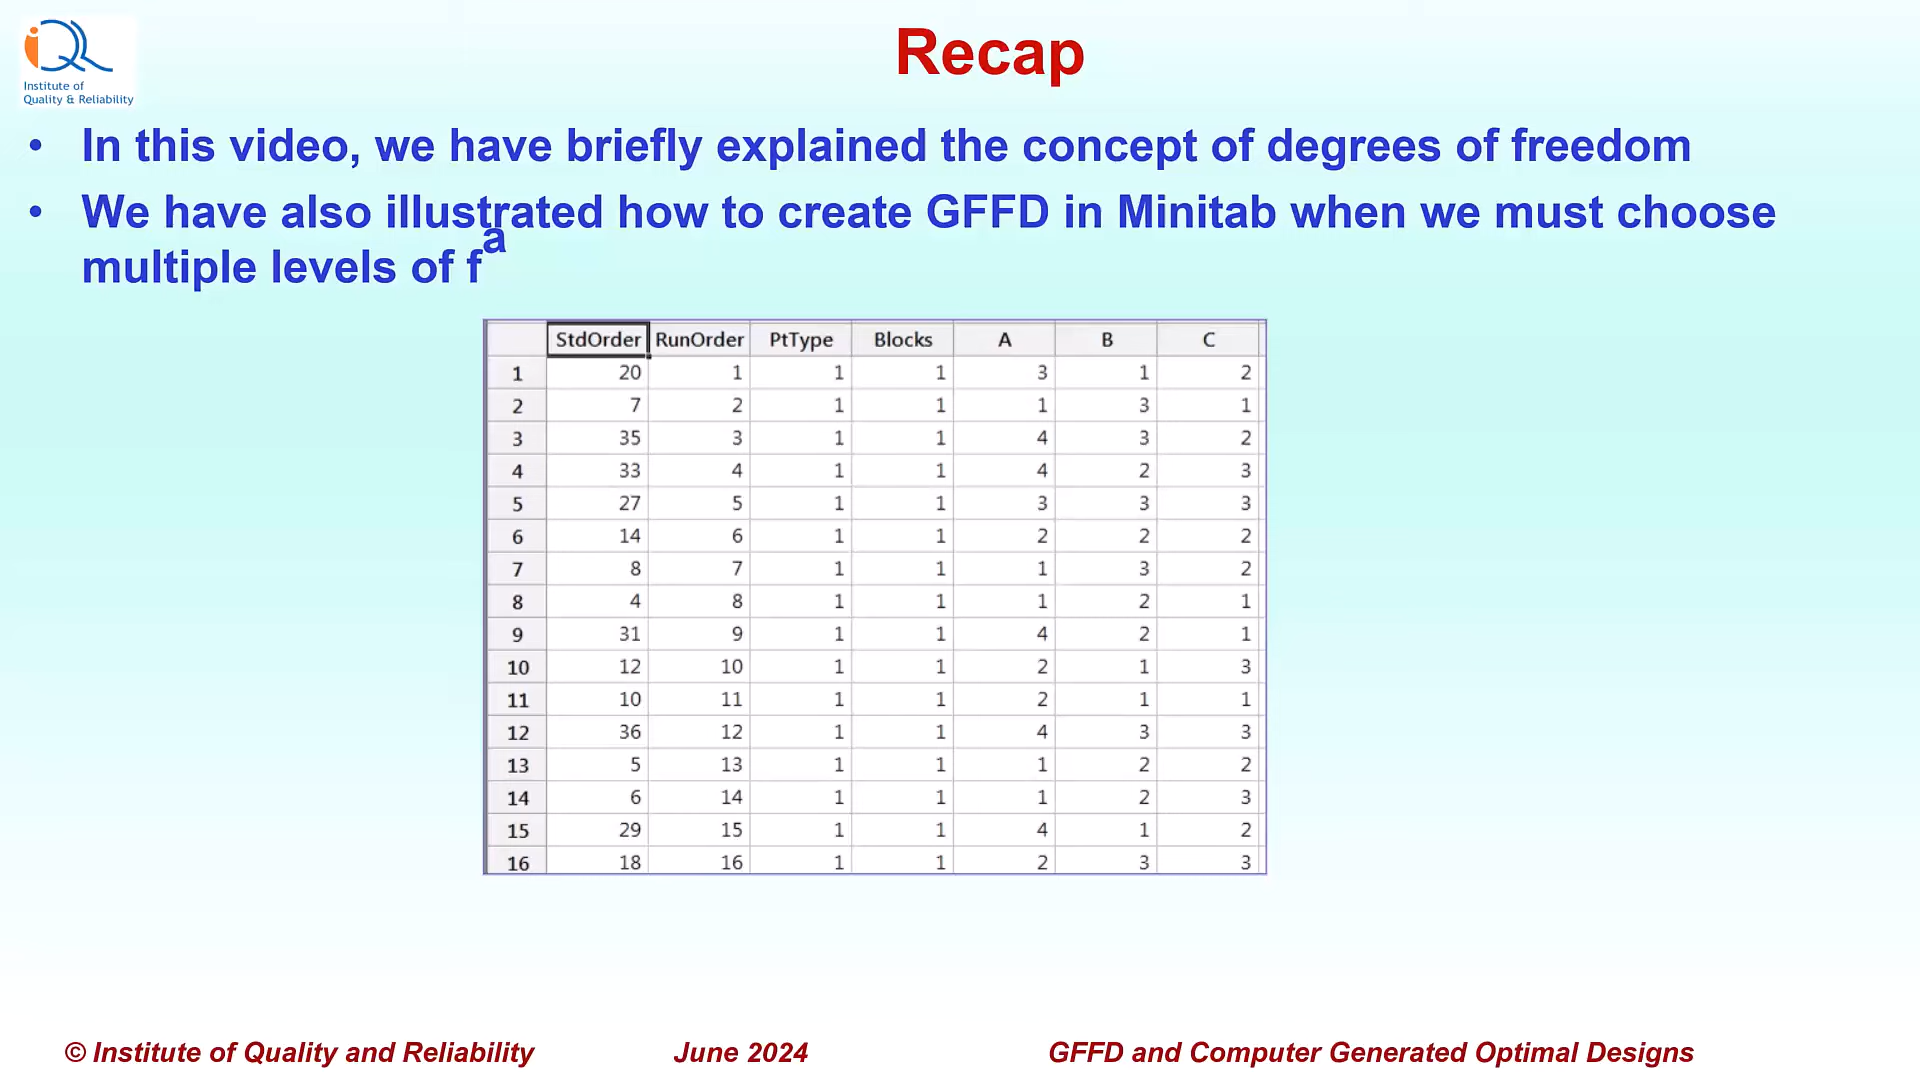 Institute of
Quality & Reliability
Recap
• In this video, we have briefly explained the concept of degrees of freedom
• We have also illustrated how to create GFFD in Minitab when we must choose
multiple levels of fa
StdOrder RunOrder PtType Blocks A B C
1 20 1 1 1 3 1 2
2 7 2 1 1 1 3 1
3 35 3 1 1 4 3 2
4 33 4 1 1 4 2 3
5 27 5 1 1 3 3 3
6 14 6 1 1 2 2 2
7 8 7 1 1 1 3 2
8 4 8 1 1 1 2 1
9 31 9 1 1 4 2 1
10 12 10 1 1 2 1 3
11 10 11 1 1 2 1 1
12 36 12 1 1 4 3 3
13 5 13 1 1 1 2 2
14 6 14 1 1 1 2 3
15 29 15 1 1 4 1 2
16 18 16 1 1 2 3 3
© Institute of Quality and Reliability June 2024 GFFD and Computer Generated Optimal Designs